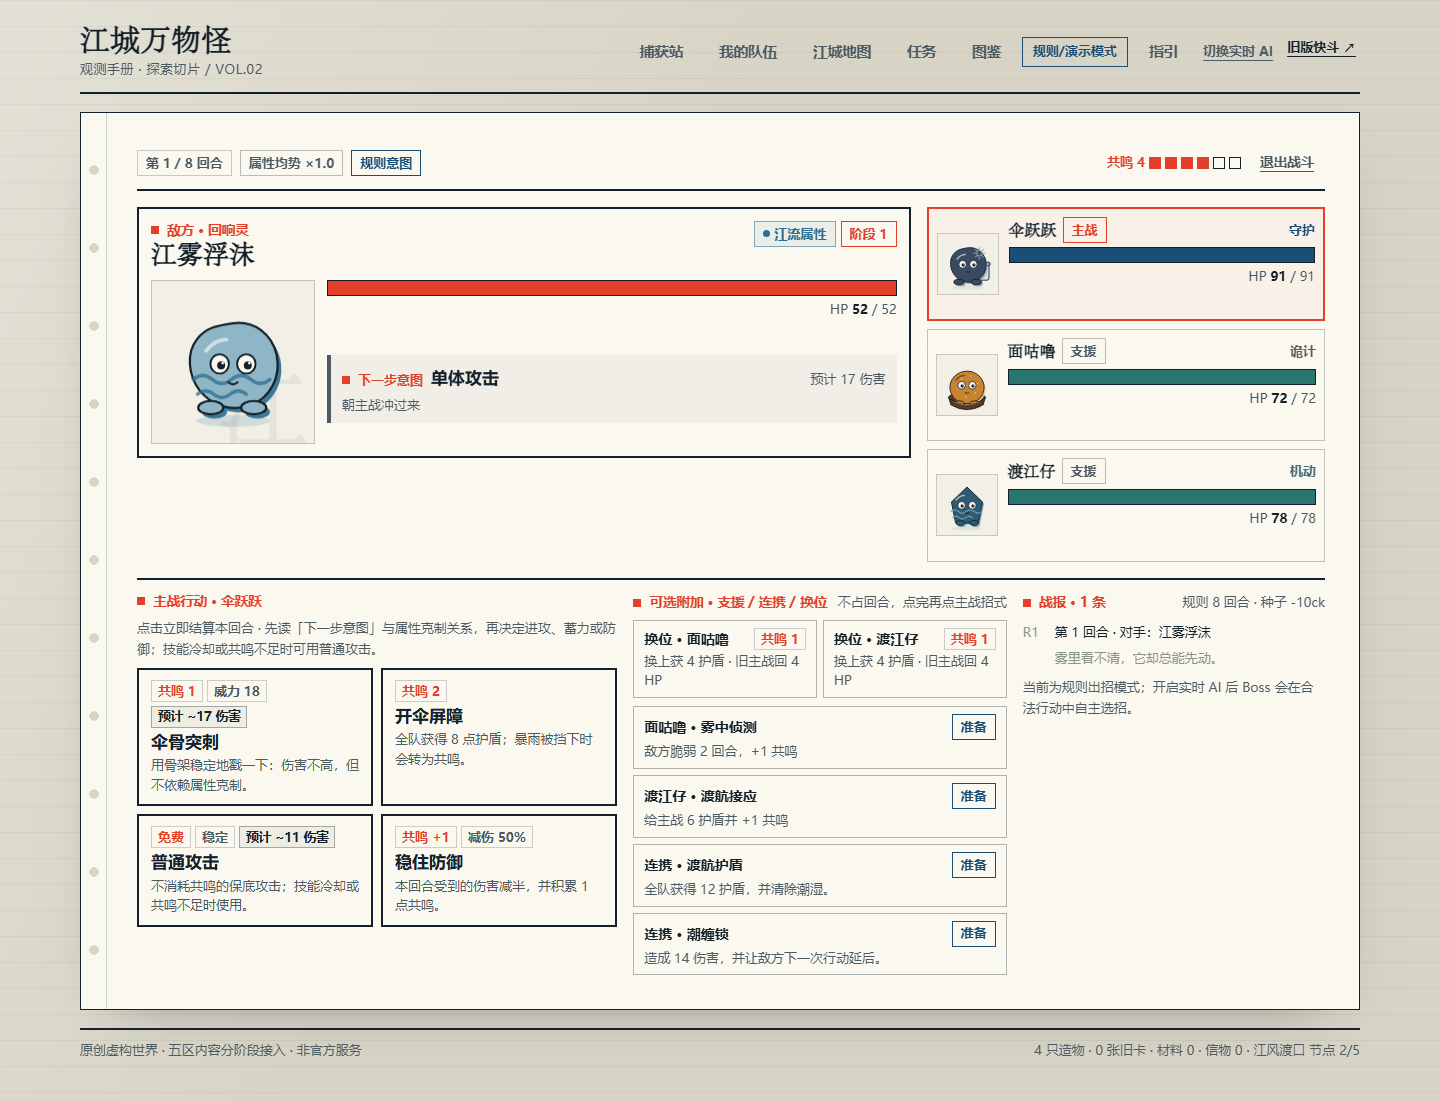 江城万物怪
观测手册 · 探索切片 / VOL.02
捕获站 我的队伍 江城地图 任务 图鉴 规则/演示模式 指引 切换实时 AI 旧版快斗 ↗
第 1 / 8 回合 属性均势 ×1.0 规则意图
共鸣 4 退出战斗
敌方 • 回响灵
江雾浮沫
江流属性 阶段 1
HP 52 / 52
下一步意图 单体攻击 预计 17 伤害
朝主战冲过来
伞跃跃 主战 守护
HP 91 / 91
面咕噜 支援 诡计
HP 72 / 72
渡江仔 支援 机动
HP 78 / 78
主战行动 • 伞跃跃
点击立即结算本回合 · 先读「下一步意图」与属性克制关系，再决定进攻、蓄力或防
御；技能冷却或共鸣不足时可用普通攻击。
共鸣 1 威力 18
预计 ~17 伤害
伞骨突刺
用骨架稳定地戳一下：伤害不高，但
不依赖属性克制。
共鸣 2
开伞屏障
全队获得 8 点护盾；暴雨被挡下时
会转为共鸣。
免费 稳定 预计 ~11 伤害
普通攻击
不消耗共鸣的保底攻击；技能冷却或
共鸣不足时使用。
共鸣 +1 减伤 50%
稳住防御
本回合受到的伤害减半，并积累 1
点共鸣。
可选附加 • 支援 / 连携 / 换位 不占回合，点完再点主战招式
换位 • 面咕噜 共鸣 1
换上获 4 护盾 · 旧主战回 4
HP
换位 • 渡江仔 共鸣 1
换上获 4 护盾 · 旧主战回 4
HP
面咕噜 • 雾中侦测 准备
敌方脆弱 2 回合，+1 共鸣
渡江仔 • 渡航接应 准备
给主战 6 护盾并 +1 共鸣
连携 • 渡航护盾 准备
全队获得 12 护盾，并清除潮湿。
连携 • 潮缠锁 准备
造成 14 伤害，并让敌方下一次行动延后。
战报 • 1 条 规则 8 回合 · 种子 -10ck
R1 第 1 回合 · 对手：江雾浮沫
雾里看不清，它却总能先动。
当前为规则出招模式；开启实时 AI 后 Boss 会在合
法行动中自主选招。
原创虚构世界 · 五区内容分阶段接入 · 非官方服务
4 只造物 · 0 张旧卡 · 材料 0 · 信物 0 · 江风渡口 节点 2/5